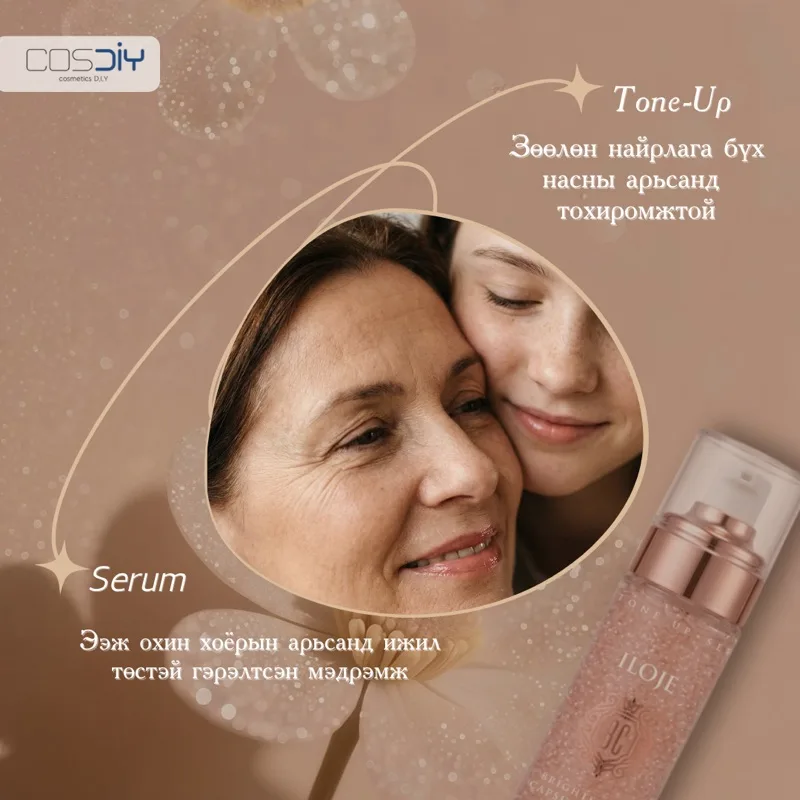 COSDIY
cosmetics D.I.Y
Tone-Up
Зөөлөн найрлага бүх
насны арьсанд
тохиромжтой
Serum
Ээж охин хоёрын арьсанд ижил
төстэй гэрэлтсэн мэдрэмж
ILOJE